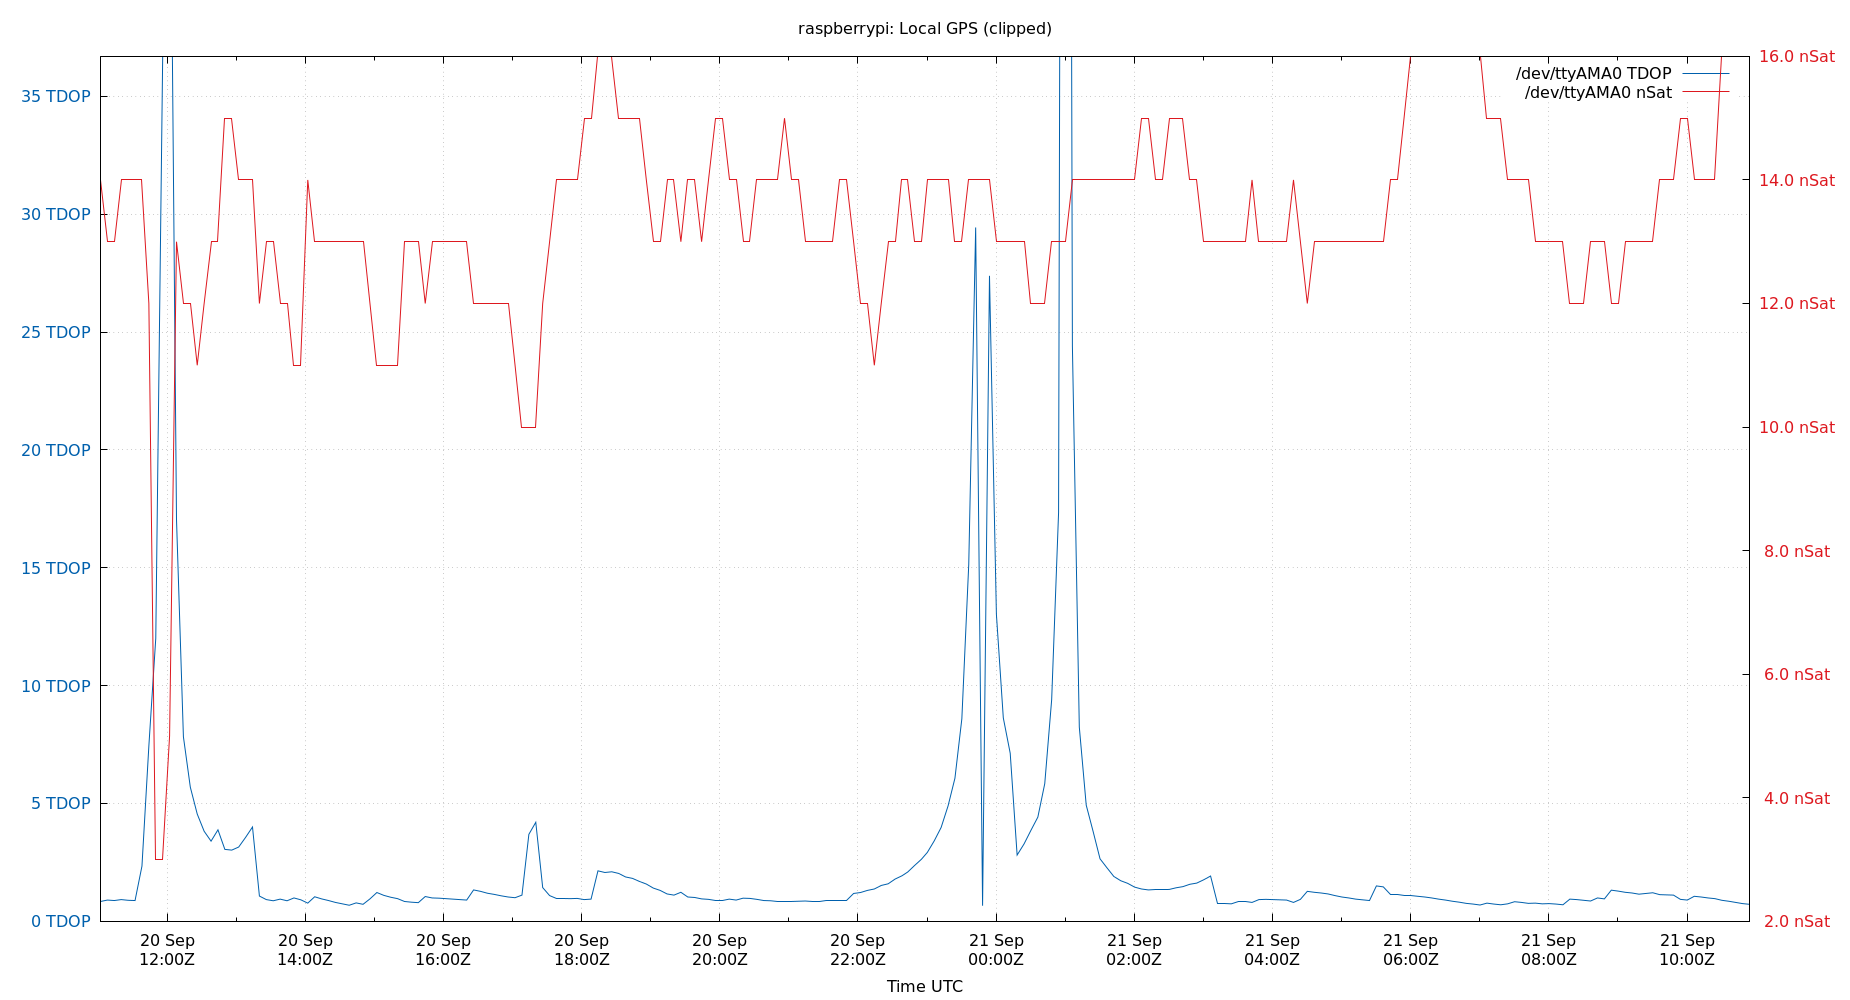 raspberrypi: Local GPS (clipped)
/dev/ttyAMA0 TDOP
/dev/ttyAMA0 nSat
35 TDOP
30 TDOP
25 TDOP
20 TDOP
15 TDOP
10 TDOP
5 TDOP
0 TDOP
16.0 nSat
14.0 nSat
12.0 nSat
10.0 nSat
8.0 nSat
6.0 nSat
4.0 nSat
2.0 nSat
20 Sep
12:00Z
20 Sep
14:00Z
20 Sep
16:00Z
20 Sep
18:00Z
20 Sep
20:00Z
20 Sep
22:00Z
21 Sep
00:00Z
21 Sep
02:00Z
21 Sep
04:00Z
21 Sep
06:00Z
21 Sep
08:00Z
21 Sep
10:00Z
Time UTC